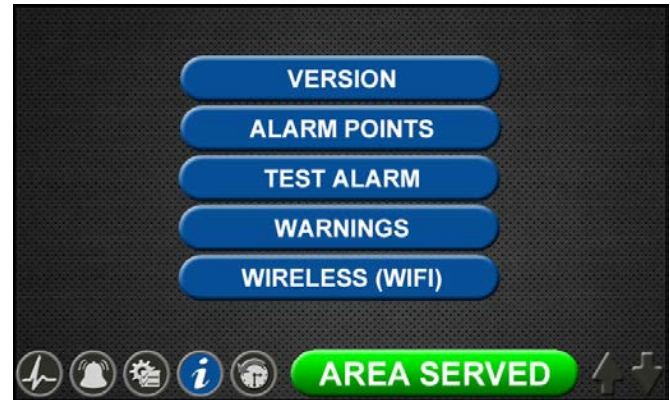 VERSION
ALARM POINTS
TEST ALARM
WARNINGS
WIRELESS (WIFI)
i
AREA SERVED